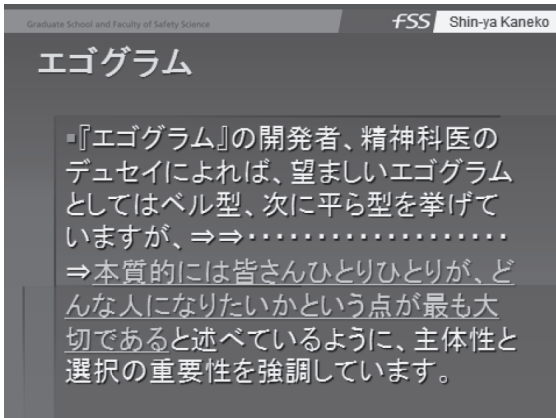 Graduate School and Faculty of Safety Science
FSS Shin-ya Kaneko
エゴグラム
▪『エゴグラム』の開発者、精神科医の
デュセイによれば、望ましいエゴグラム
としてはベル型、次に平ら型を挙げて
いますが、⇒⇒・・・・・・・・・・・・・・・・・・・・
⇒本質的には皆さんひとりひとりが、ど
んな人になりたいかという点が最も大
切であると述べているように、主体性と
選択の重要性を強調しています。